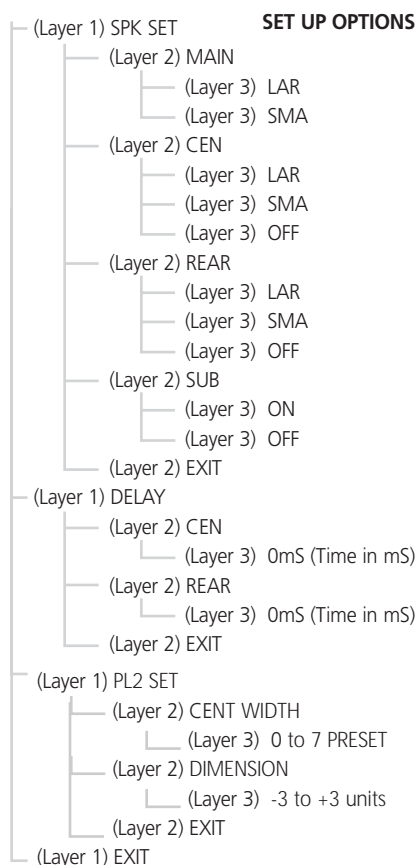 SET UP OPTIONS
(Layer 1) SPK SET
(Layer 2) MAIN
(Layer 3) LAR
(Layer 3) SMA
(Layer 2) CEN
(Layer 3) LAR
(Layer 3) SMA
(Layer 3) OFF
(Layer 2) REAR
(Layer 3) LAR
(Layer 3) SMA
(Layer 3) OFF
(Layer 2) SUB
(Layer 3) ON
(Layer 3) OFF
(Layer 2) EXIT
(Layer 1) DELAY
(Layer 2) CEN
(Layer 3) 0mS (Time in mS)
(Layer 2) REAR
(Layer 3) 0mS (Time in mS)
(Layer 2) EXIT
(Layer 1) PL2 SET
(Layer 2) CENT WIDTH
(Layer 3) 0 to 7 PRESET
(Layer 2) DIMENSION
(Layer 3) -3 to +3 units
(Layer 2) EXIT
(Layer 1) EXIT